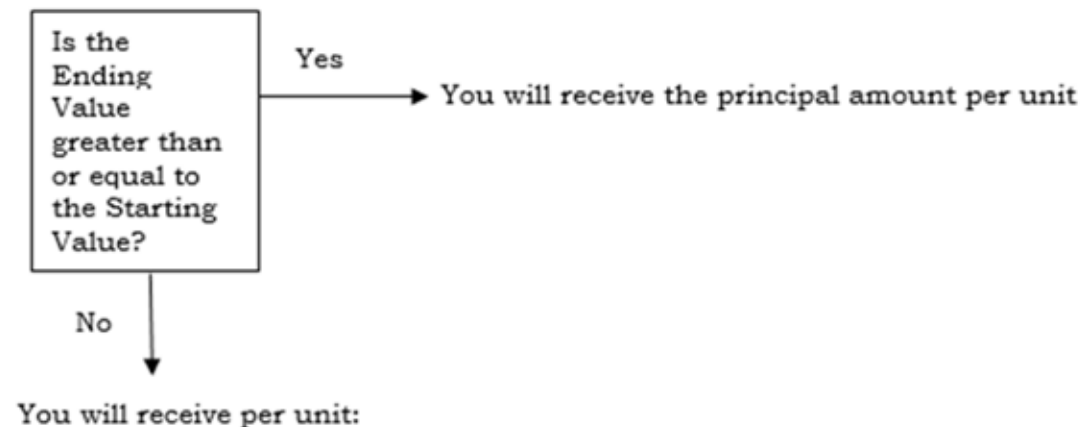 Is the
Ending
Value
greater than
or equal to
the Starting
Value?
Yes
You will receive the principal amount per unit
No
You will receive per unit: